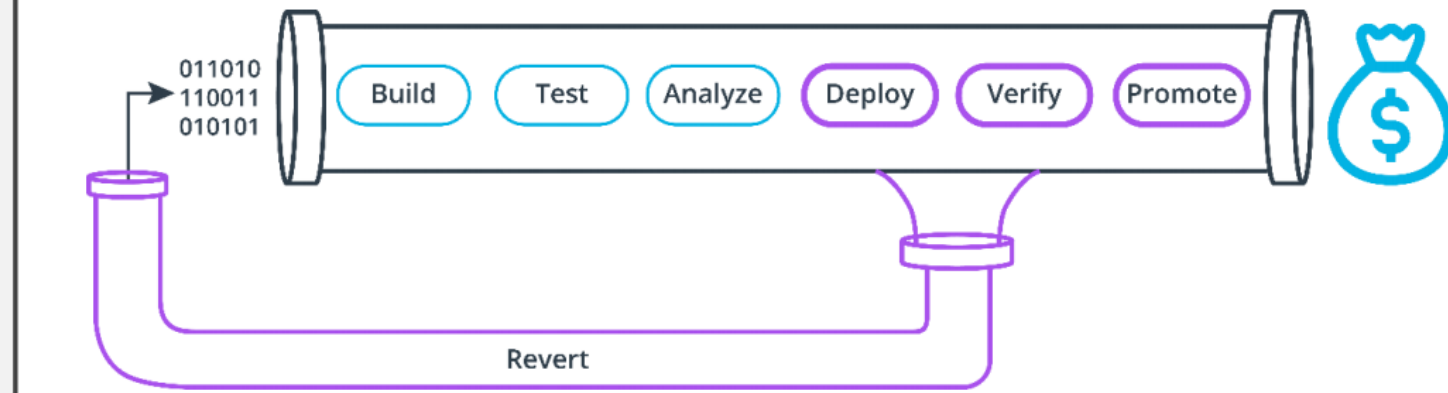 011010
110011
010101
Build
Test
Analyze
Deploy
Verify
Promote
$
Revert